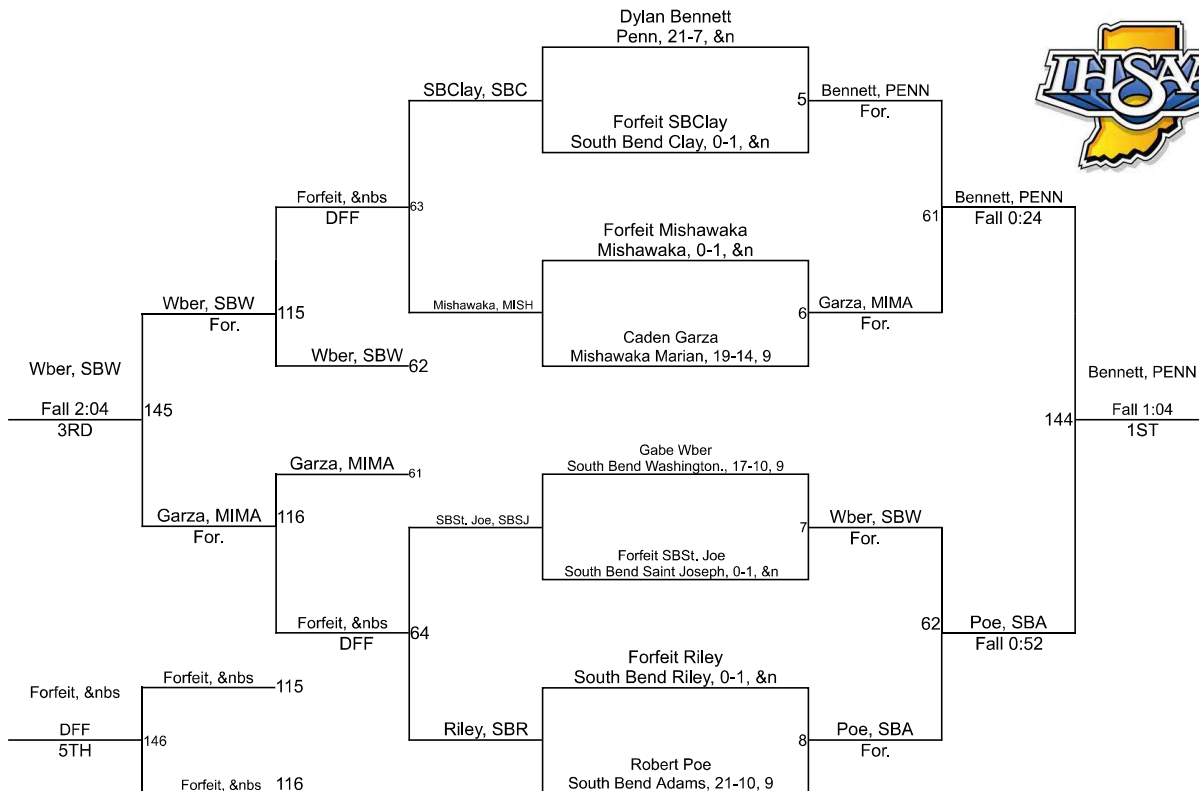 Dylan Bennett
Penn, 21-7, &n
IHSAA
SBClay, SBC
5
Bennett, PENN
For.
Forfeit SBClay
South Bend Clay, 0-1, &n
Forfeit, &nbs
DFF
63
61
Bennett, PENN
Fall 0:24
Forfeit Mishawaka
Mishawaka, 0-1, &n
Wber, SBW
For.
115
Mishawaka, MISH
6
Garza, MIMA
For.
Caden Garza
Mishawaka Marian, 19-14, 9
Wber, SBW
62
Wber, SBW
Fall 2:04
3RD
145
144
Bennett, PENN
Fall 1:04
1ST
Garza, MIMA
61
Gabe Wber
South Bend Washington., 17-10, 9
Garza, MIMA
For.
116
SBSt. Joe, SBSJ
7
Wber, SBW
For.
Forfeit SBSt. Joe
South Bend Saint Joseph, 0-1, &n
Forfeit, &nbs
DFF
64
62
Poe, SBA
Fall 0:52
Forfeit Riley
South Bend Riley, 0-1, &n
Forfeit, &nbs
115
Forfeit, &nbs
DFF
5TH
146
Riley, SBR
8
Poe, SBA
For.
Robert Poe
South Bend Adams, 21-10, 9
Forfeit, &nbs
116